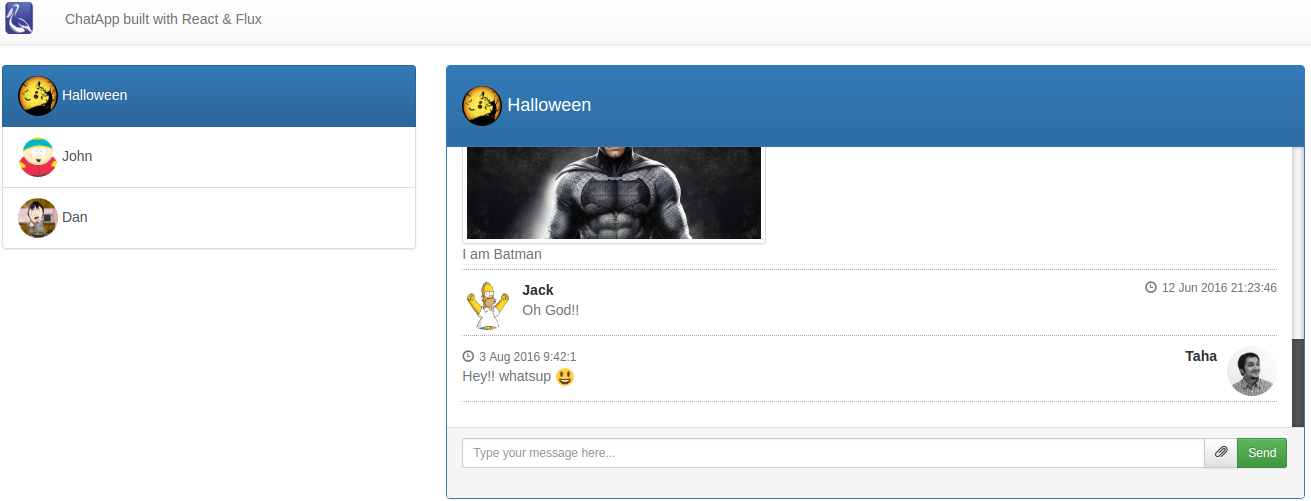 ChatApp built with React & Flux
Halloween
John
Dan
Halloween
I am Batman
Jack
12 Jun 2016 21:23:46
Oh God!!
3 Aug 2016 9:42:1
Taha
Hey!! whatsup 😃
Type your message here...
Send